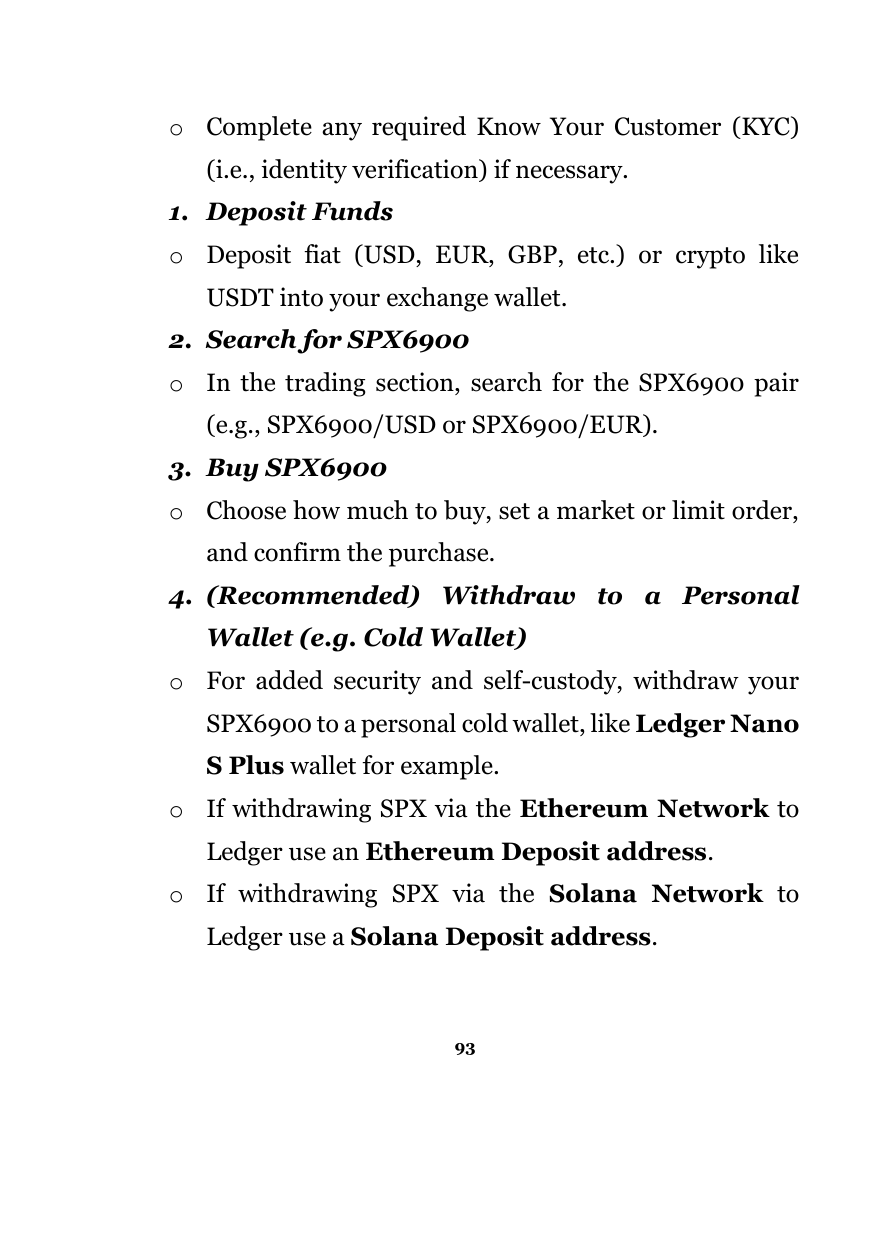 o Complete any required Know Your Customer (KYC)
(i.e., identity verification) if necessary.
1. Deposit Funds
o Deposit fiat (USD, EUR, GBP, etc.) or crypto like
USDT into your exchange wallet.
2. Search for SPX6900
o In the trading section, search for the SPX6900 pair
(e.g., SPX6900/USD or SPX6900/EUR).
3. Buy SPX6900
o Choose how much to buy, set a market or limit order,
and confirm the purchase.
4. (Recommended) Withdraw to a Personal
Wallet (e.g. Cold Wallet)
o For added security and self-custody, withdraw your
SPX6900 to a personal cold wallet, like Ledger Nano
S Plus wallet for example.
o If withdrawing SPX via the Ethereum Network to
Ledger use an Ethereum Deposit address.
o If withdrawing SPX via the Solana Network to
Ledger use a Solana Deposit address.
93